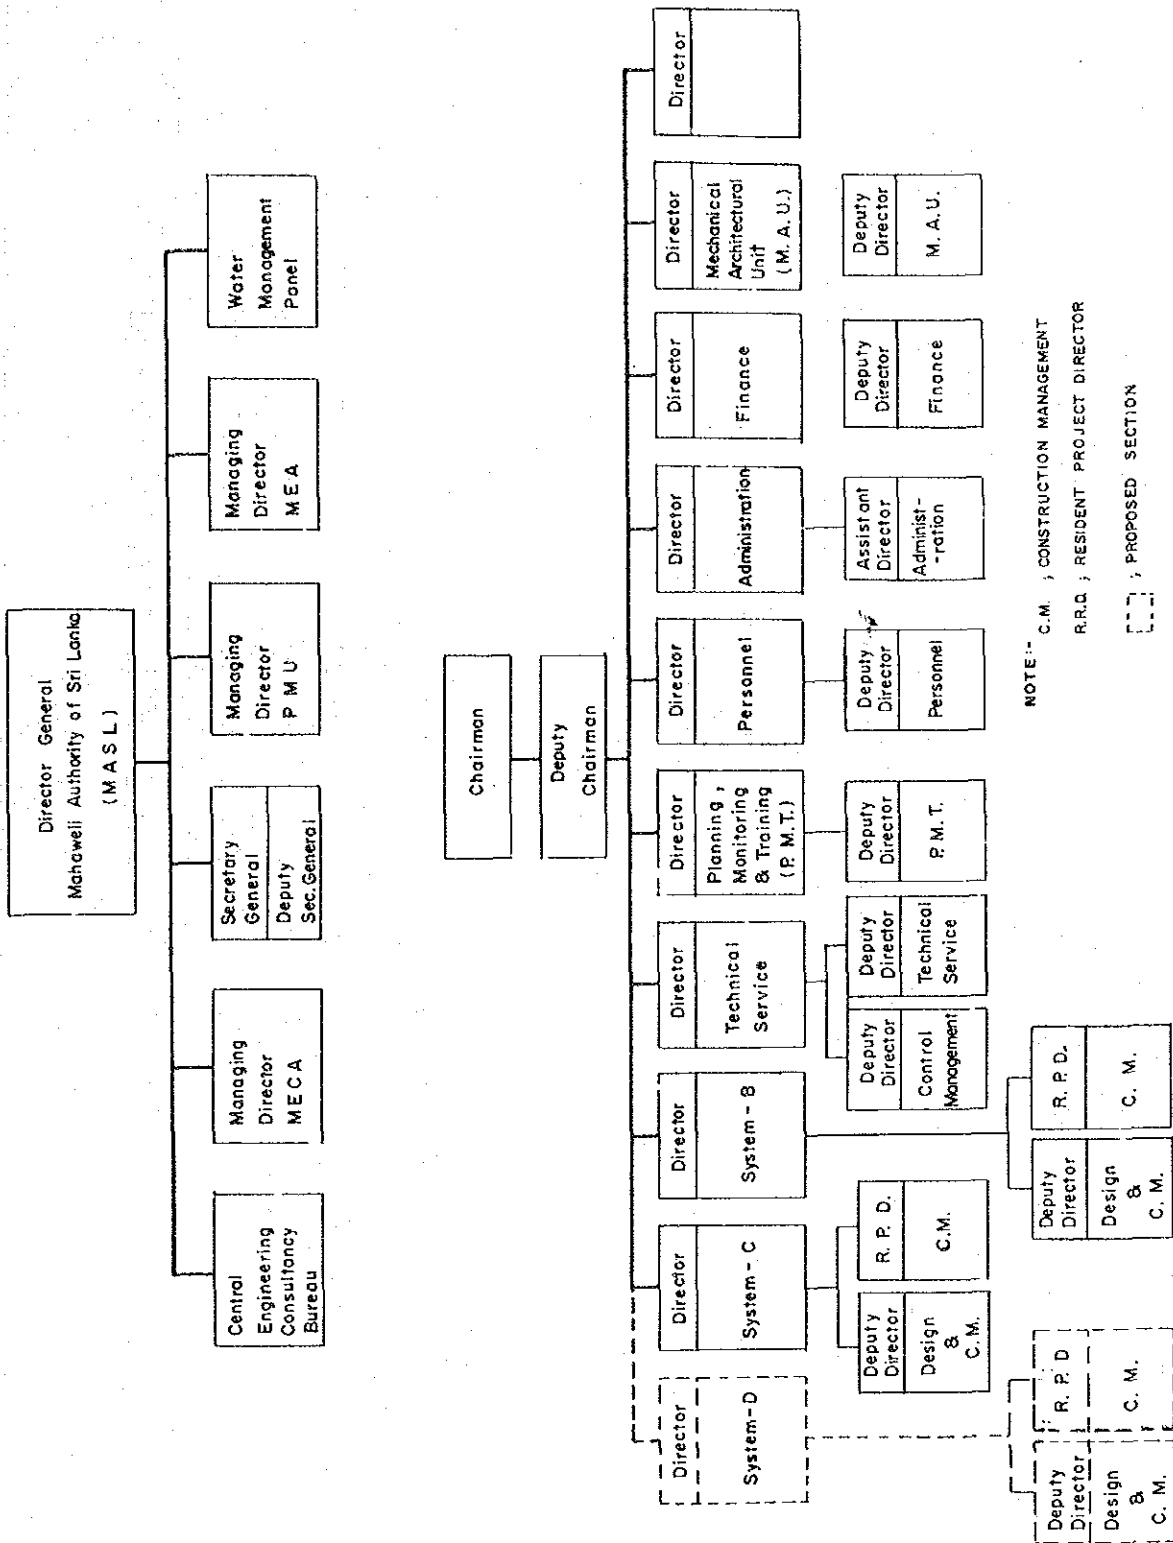 Director General
Mahaweli Authority of Sri Lanka
(MASL)
Central
Engineering
Consultancy
Bureau
Managing
Director
MECA
Secretary
General
Deputy
Sec. General
Managing
Director
P M U
Managing
Director
MEA
Water
Management
Panel
Chairman
Deputy
Chairman
Director
System-D
Director
System - C
Director
System - B
Director
Technical
Service
Director
Planning ,
Monitoring
& Training
(P. M. T.)
Director
Personnel
Director
Administration
Director
Finance
Director
Mechanical
Architectural
Unit
(M. A. U.)
Director
Deputy
Director
Design
&
C. M.
R. P. D.
C.M.
Deputy
Director
Control
Management
Deputy
Director
Technical
Service
Deputy
Director
P. M. T.
Deputy
Director
Personnel
Assistant
Director
Administ-
-ration
Deputy
Director
Finance
Deputy
Director
M. A. U.
Deputy
Director
Design
&
C. M.
R. P. D
C. M.
Deputy
Director
Design
&
C. M.
R. P. D.
C. M.
NOTE :-
C.M. ; CONSTRUCTION MANAGEMENT
R.R.D. ; RESIDENT PROJECT DIRECTOR
; PROPOSED SECTION